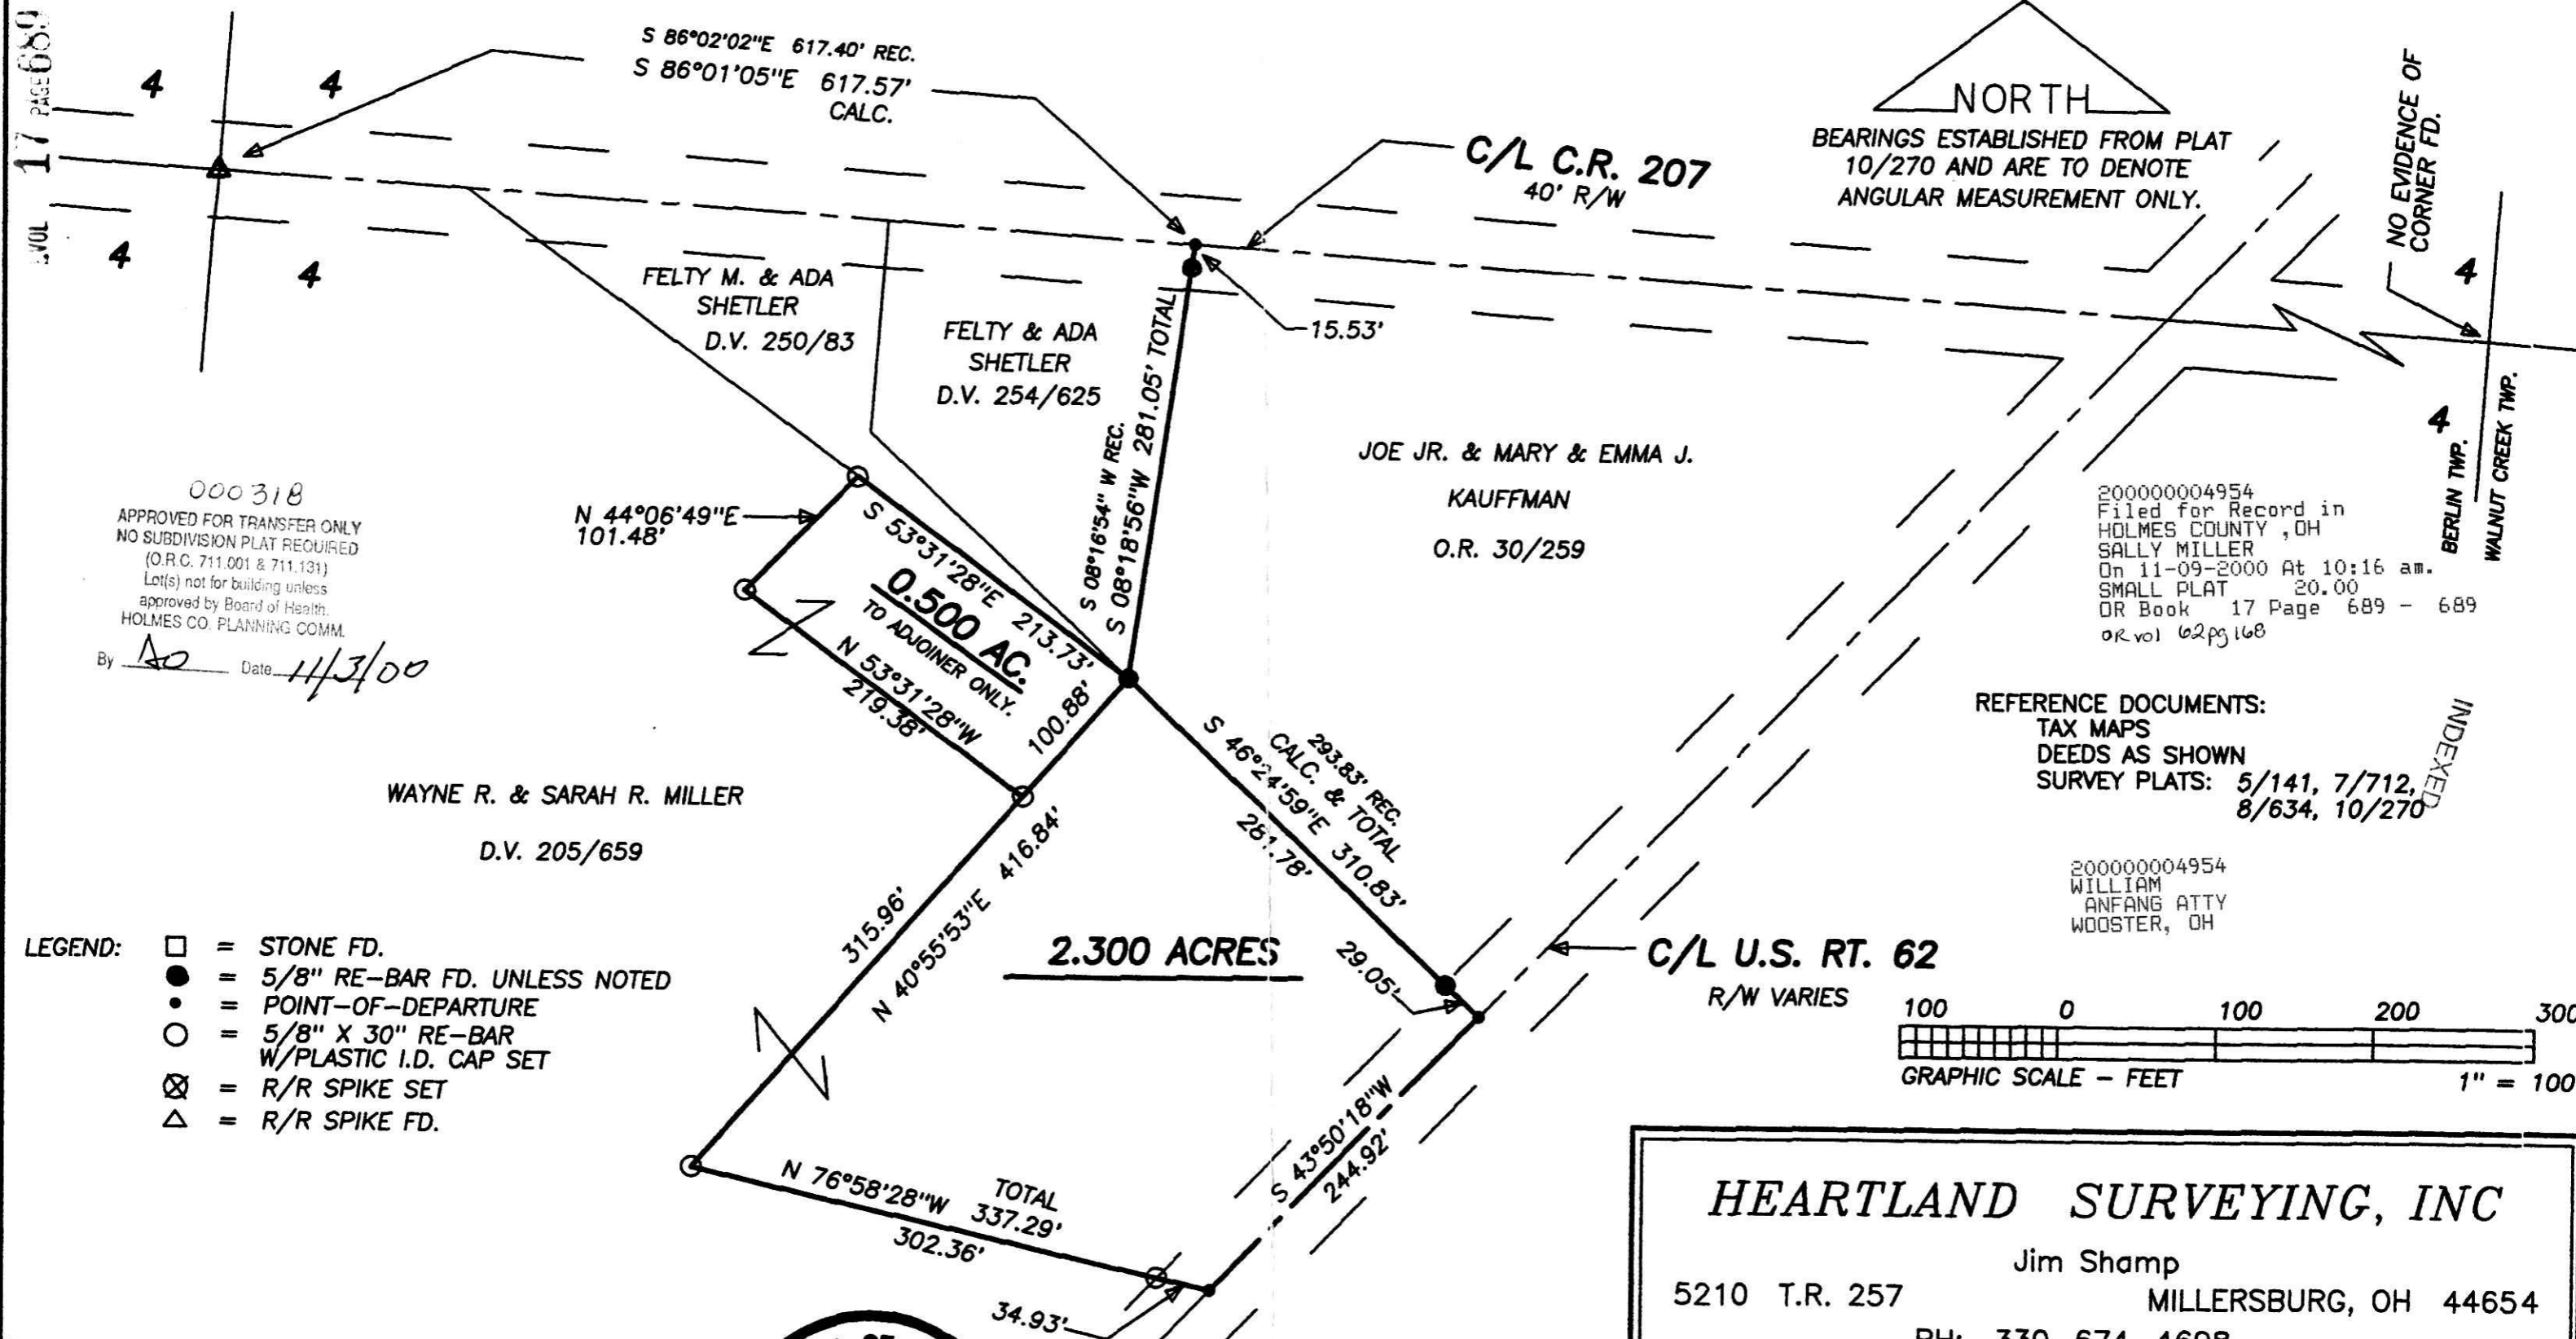 VOL 17 PAGE 689
S 86°02'02"E 617.40' REC.
S 86°01'05"E 617.57'
CALC.
4
4
4
4
C/L C.R. 207
40' R/W
NORTH
BEARINGS ESTABLISHED FROM PLAT
10/270 AND ARE TO DENOTE
ANGULAR MEASUREMENT ONLY.
NO EVIDENCE OF
CORNER FD.
4
4
BERLIN TWP.
WALNUT CREEK TWP.
FELTY M. & ADA
SHETLER
D.V. 250/83
FELTY & ADA
SHETLER
D.V. 254/625
15.53'
S 08°16'54" W REC.
S 08°18'56"W 281.05' TOTAL
JOE JR. & MARY & EMMA J.
KAUFFMAN
O.R. 30/259
000318
APPROVED FOR TRANSFER ONLY
NO SUBDIVISION PLAT REQUIRED
(O.R.C. 711.001 & 711.131)
Lot(s) not for building unless
approved by Board of Health.
HOLMES CO. PLANNING COMM.
By Date 11/3/00
N 44°06'49"E
101.48'
S 53°31'28"E 213.73'
0.500 AC.
TO ADJOINER ONLY.
N 53°31'28"W
219.38'
100.88'
200000004954
Filed for Record in
HOLMES COUNTY ,OH
SALLY MILLER
On 11-09-2000 At 10:16 am.
SMALL PLAT 20.00
OR Book 17 Page 689 - 689
OR vol 62 pg 168
REFERENCE DOCUMENTS:
TAX MAPS
DEEDS AS SHOWN
SURVEY PLATS: 5/141, 7/712,
8/634, 10/270
INDEXED
200000004954
WILLIAM
ANFANG ATTY
WOOSTER, OH
WAYNE R. & SARAH R. MILLER
D.V. 205/659
293.83' REC.
CALC. & TOTAL
S 46°24'59"E 310.83'
281.78'
315.96'
N 40°55'53"E 416.84'
2.300 ACRES
29.05'
C/L U.S. RT. 62
R/W VARIES
LEGEND:
= STONE FD.
= 5/8" RE-BAR FD. UNLESS NOTED
= POINT-OF-DEPARTURE
= 5/8" X 30" RE-BAR
W/PLASTIC I.D. CAP SET
= R/R SPIKE SET
= R/R SPIKE FD.
100 0 100 200 300
GRAPHIC SCALE - FEET 1" = 100
S 43°50'18"W
244.92'
N 76°58'28"W TOTAL
337.29'
302.36'
34.93'
HEARTLAND SURVEYING, INC
Jim Shamp
5210 T.R. 257 MILLERSBURG, OH 44654
PH: 330-674-4698